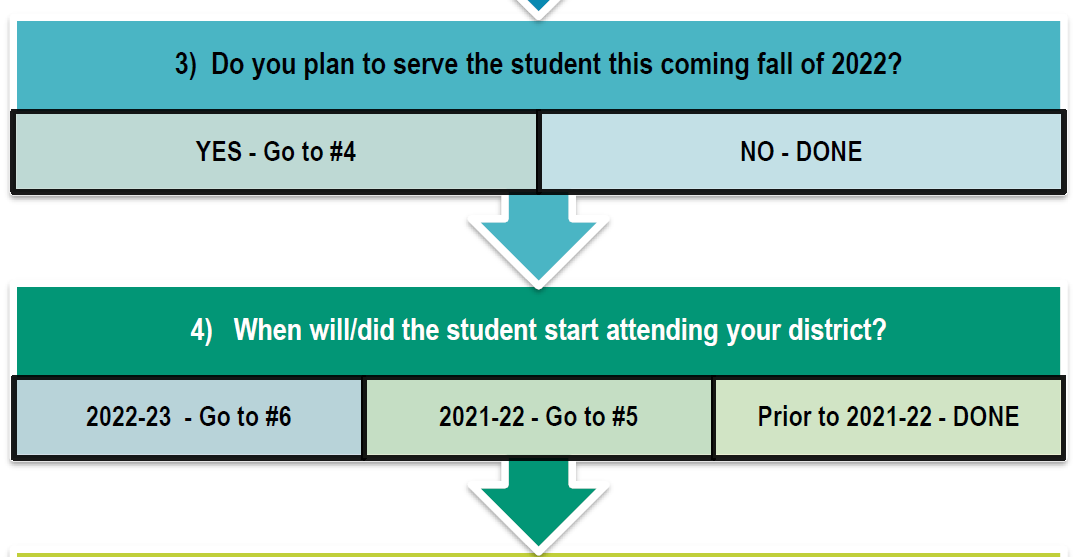 3) Do you plan to serve the student this coming fall of 2022?
YES - Go to #4
NO - DONE
4) When will/did the student start attending your district?
2022-23 - Go to #6
2021-22 - Go to #5
Prior to 2021-22 - DONE